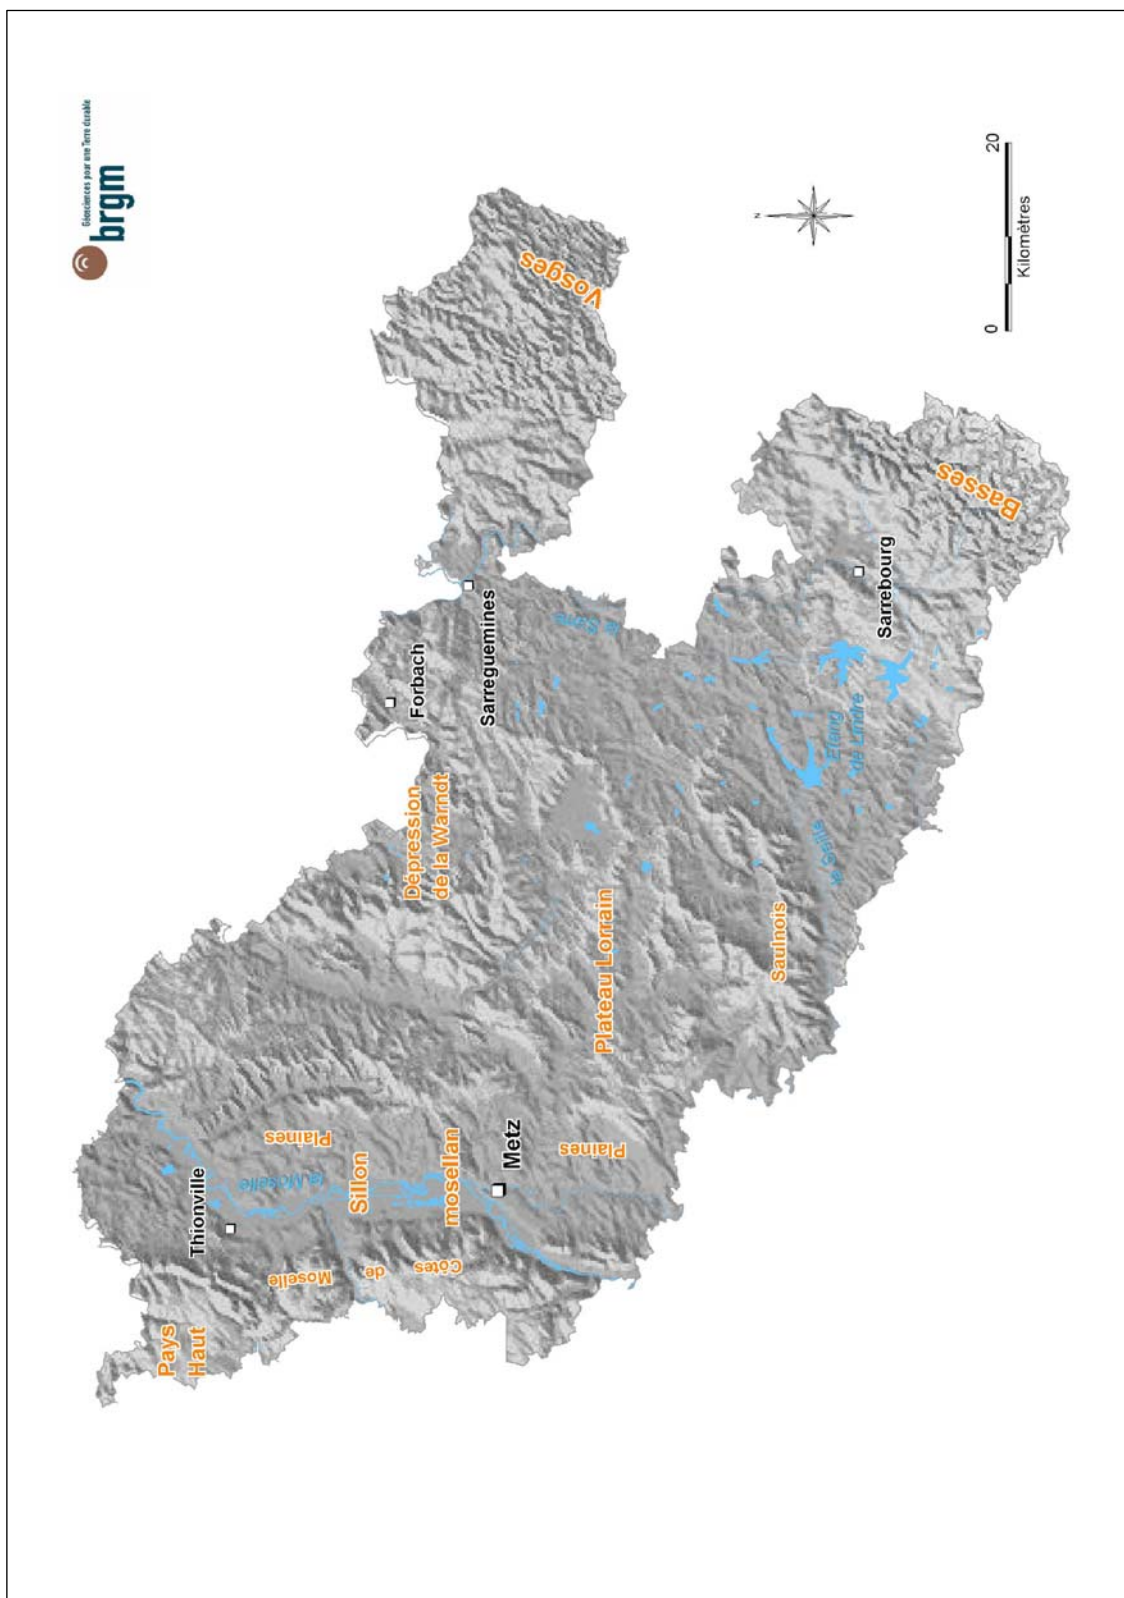 Géosciences pour une Terre durable
brgm
Pays
Haut
Thionville
la Moselle
Plaines
Moselle
de
Côtes
Sillon
mosellan
Metz
Plaines
Dépression
de la Warndt
Forbach
Sarreguemines
la Sarre
Vosges
Plateau Lorrain
Saulnois
la Seille
Etang
de Lindre
Sarrebourg
Basses
N
0
20
Kilomètres